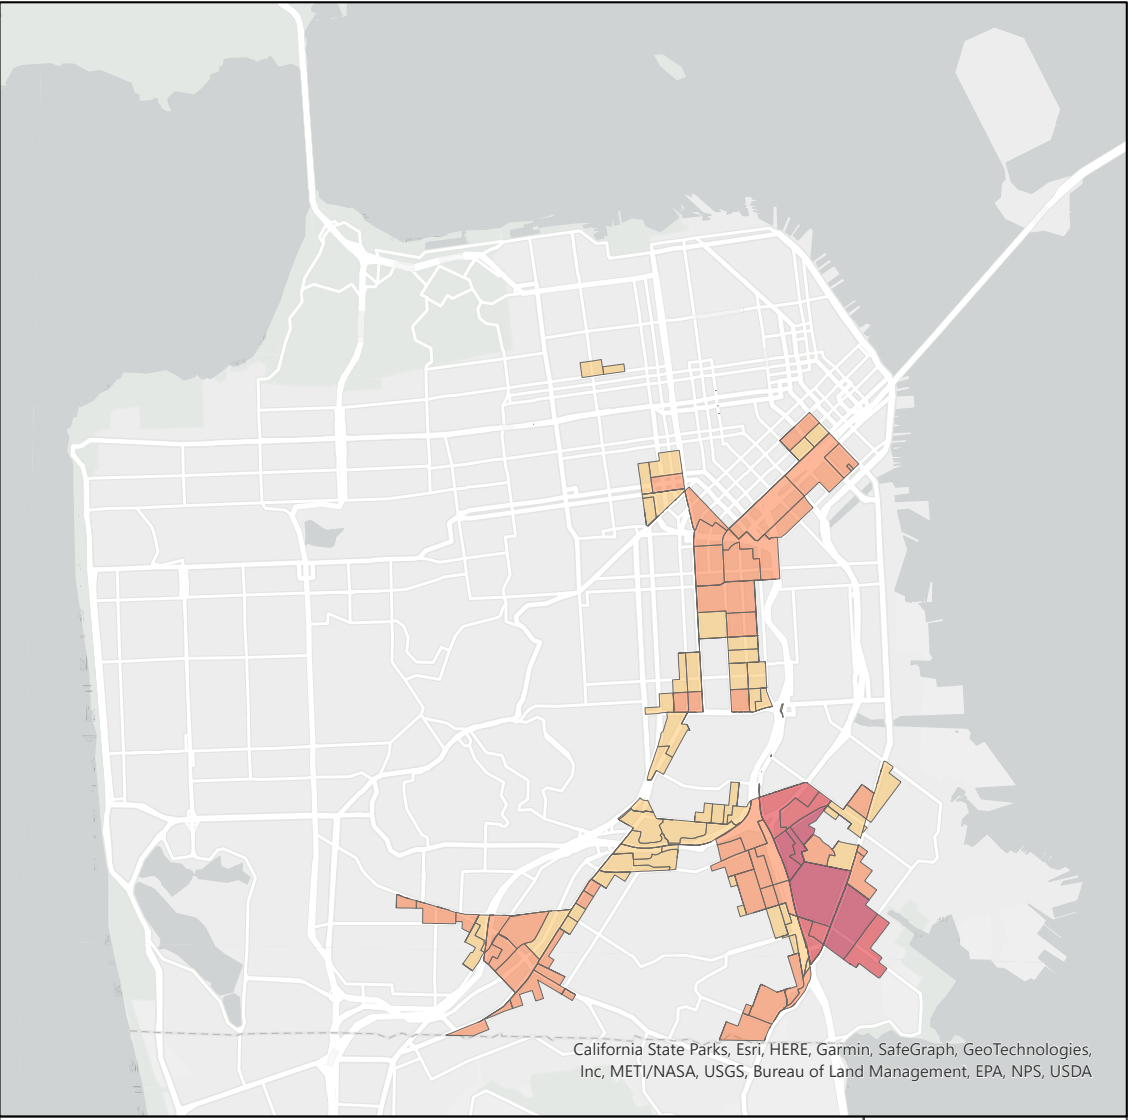 California State Parks, Esri, HERE, Garmin, SafeGraph, GeoTechnologies,
Inc, METI/NASA, USGS, Bureau of Land Management, EPA, NPS, USDA